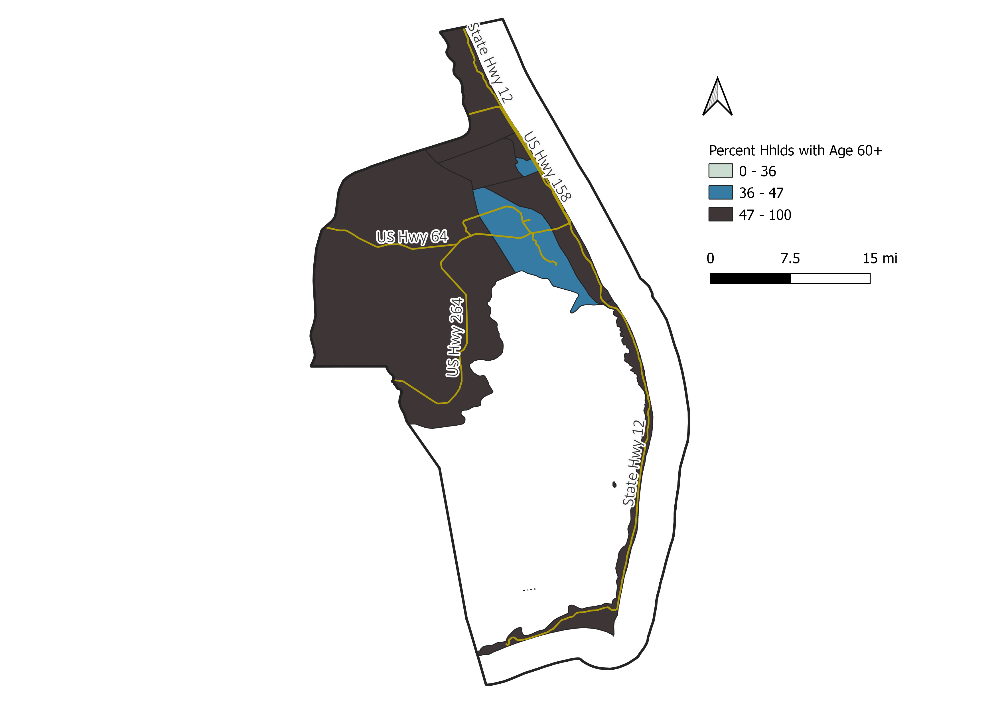 State Hwy 12
US Hwy 158
Percent Hhlds with Age 60+
0 - 36
36 - 47
47 - 100
US Hwy 64
0 7.5 15 mi
US Hwy 264
State Hwy 12